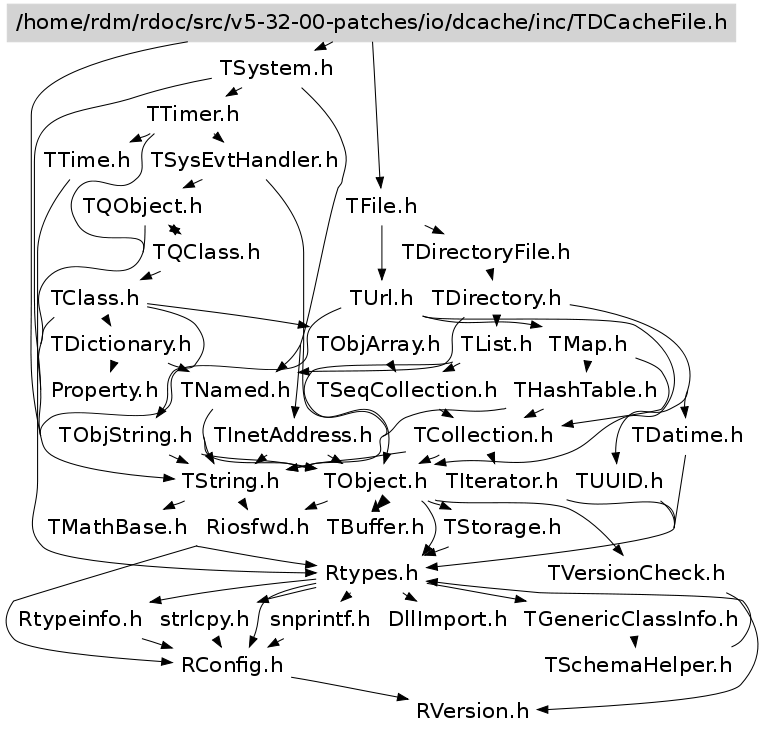 /home/rdm/rdoc/src/v5-32-00-patches/io/dcache/inc/TDCacheFile.h
TSystem.h
TTimer.h
TTime.h TSysEvtHandler.h
TQObject.h TFile.h
TQClass.h TDirectoryFile.h
TClass.h TUrl.h TDirectory.h
TDictionary.h TObjArray.h TList.h TMap.h
Property.h TNamed.h TSeqCollection.h THashTable.h
TObjString.h TInetAddress.h TCollection.h TDatime.h
TString.h TObject.h TIterator.h TUUID.h
TMathBase.h Riosfwd.h TBuffer.h TStorage.h
Rtypes.h TVersionCheck.h
Rtypeinfo.h strlcpy.h snprintf.h DllImport.h TGenericClassInfo.h
RConfig.h TSchemaHelper.h
RVersion.h